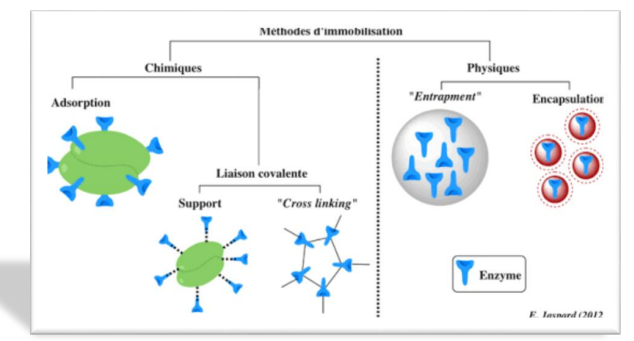 Méthodes d'immobilisation
Chimiques
Physiques
Adsorption
"Entrapment"
Encapsulation
Liaison covalente
Support
"Cross linking"
Enzyme
E. Jaspard (2012